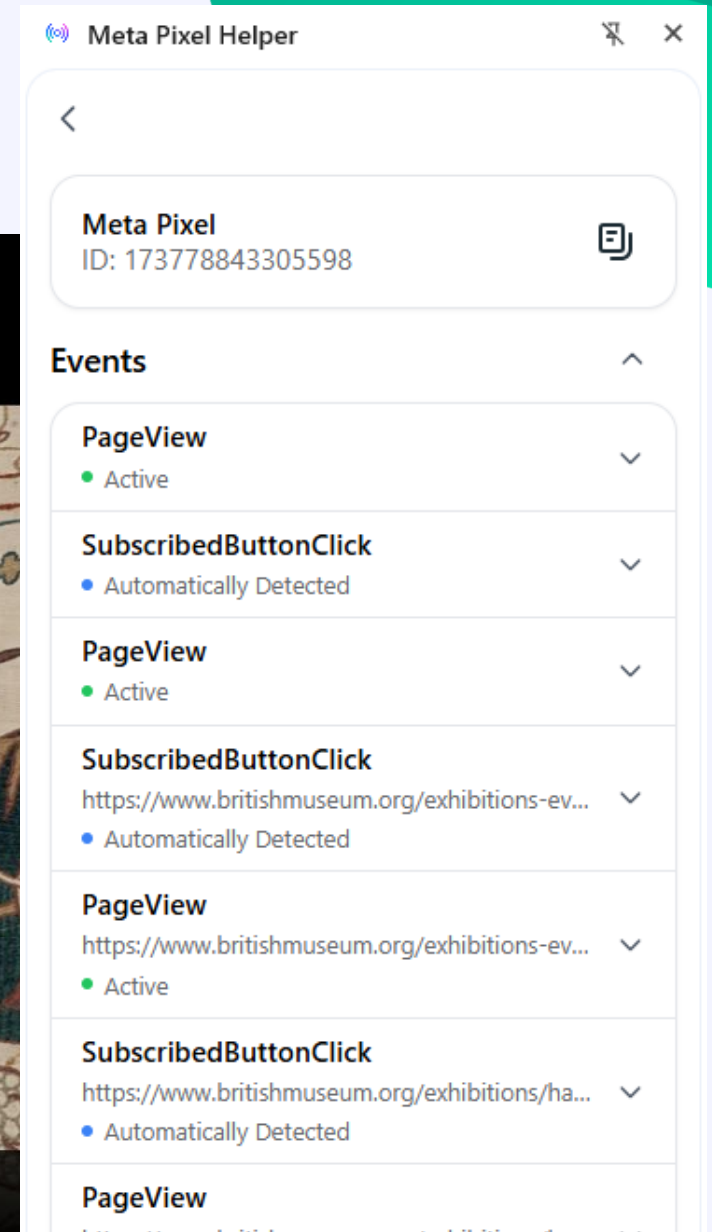 Meta Pixel Helper
Meta Pixel
ID: 173778843305598
Events
PageView
Active
SubscribedButtonClick
Automatically Detected
PageView
Active
SubscribedButtonClick
https://www.britishmuseum.org/exhibitions-ev...
Automatically Detected
PageView
https://www.britishmuseum.org/exhibitions-ev...
Active
SubscribedButtonClick
https://www.britishmuseum.org/exhibitions/ha...
Automatically Detected
PageView